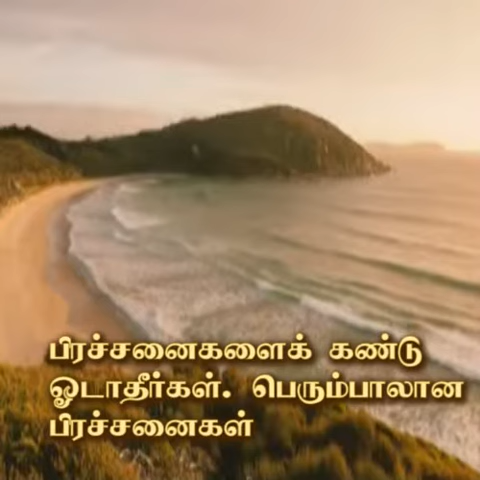 பிரச்சனைகளைக் கண்டு
ஓடாதீர்கள். பெரும்பாலான
பிரச்சனைகள்